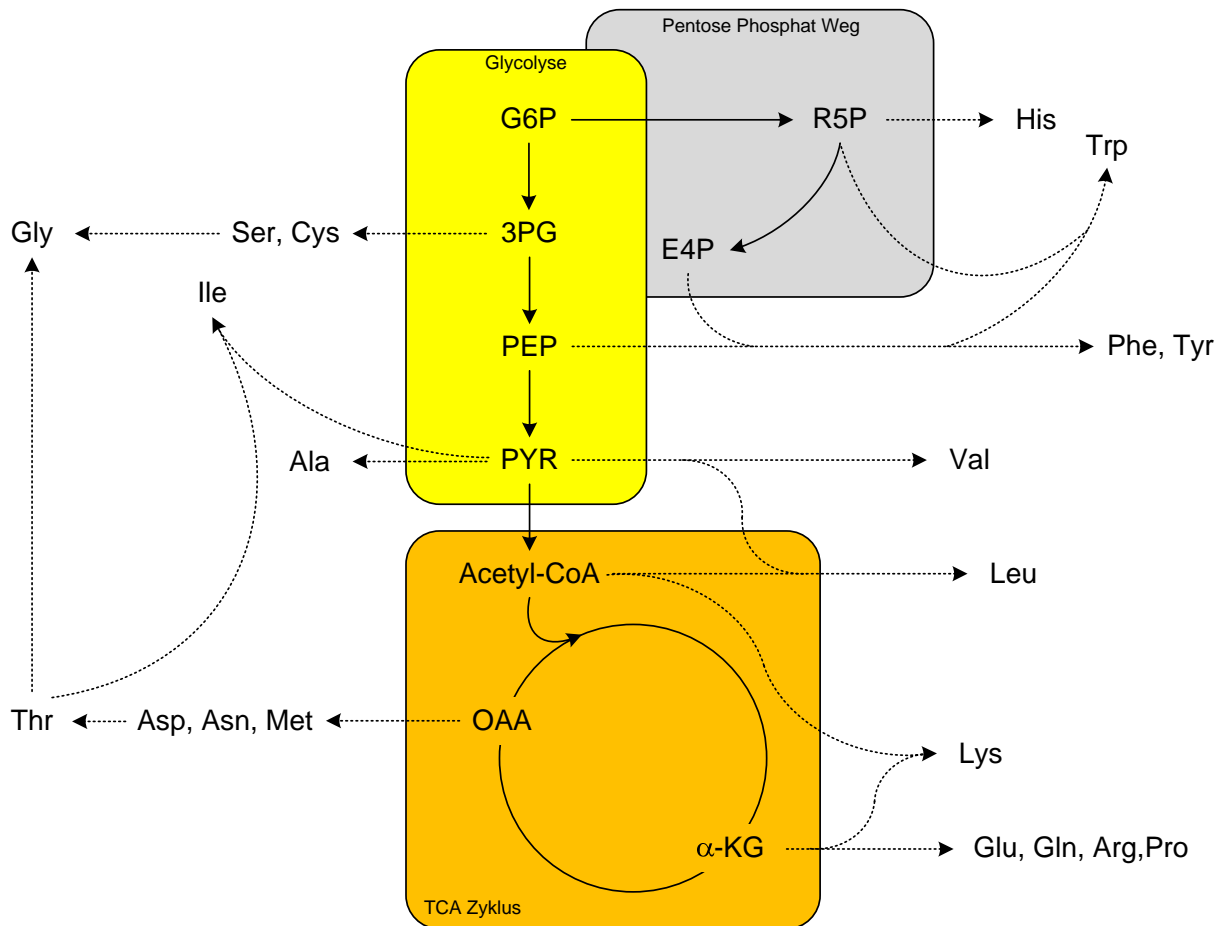 Pentose Phosphat Weg
Glycolyse
G6P
R5P
His
Trp
Gly
Ser, Cys
3PG
E4P
Ile
PEP
Phe, Tyr
Ala
PYR
Val
Acetyl-CoA
Leu
Thr
Asp, Asn, Met
OAA
Lys
α-KG
Glu, Gln, Arg,Pro
TCA Zyklus